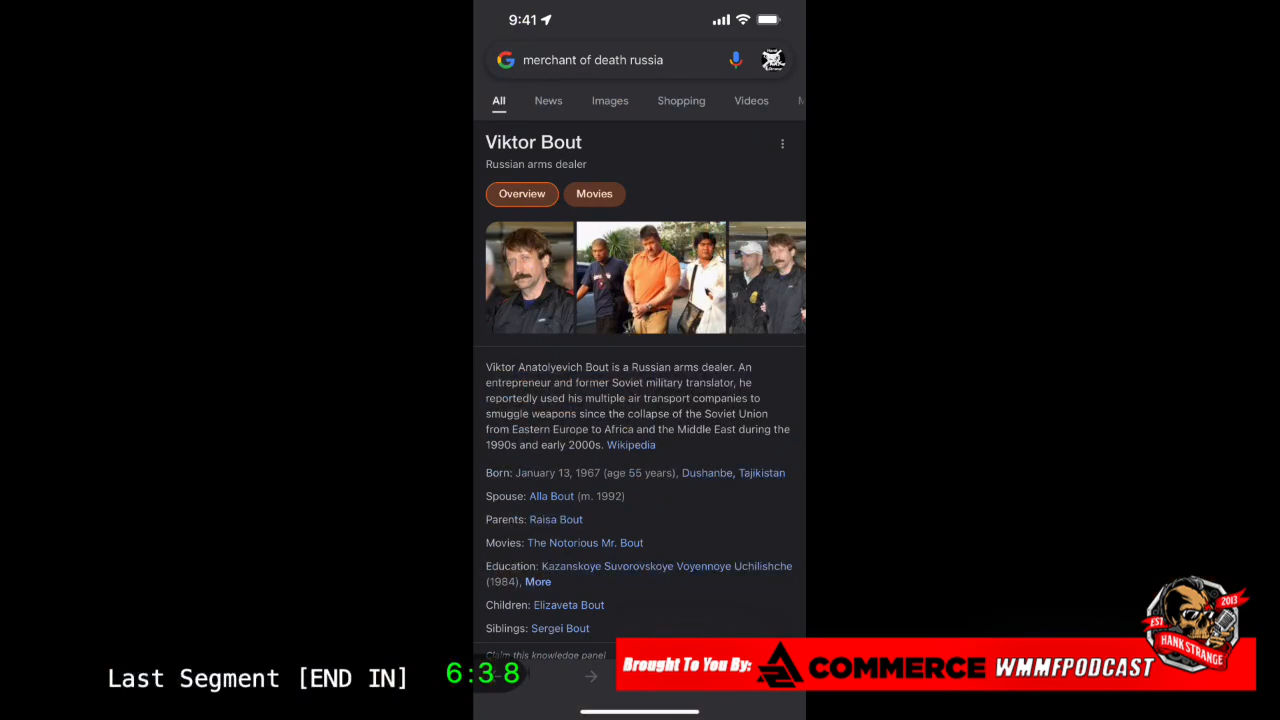 9:41
merchant of death russia
All News Images Shopping Videos
Viktor Bout
Russian arms dealer
Overview Movies
Viktor Anatolyevich Bout is a Russian arms dealer. An
entrepreneur and former Soviet military translator, he
reportedly used his multiple air transport companies to
smuggle weapons since the collapse of the Soviet Union
from Eastern Europe to Africa and the Middle East during the
1990s and early 2000s. Wikipedia
Born: January 13, 1967 (age 55 years), Dushanbe, Tajikistan
Spouse: Alla Bout (m. 1992)
Parents: Raisa Bout
Movies: The Notorious Mr. Bout
Education: Kazanskoye Suvorovskoye Voyennoye Uchilishche
(1984), More
Children: Elizaveta Bout
Siblings: Sergei Bout
Claim this knowledge panel
Last Segment [END IN] 6:38
Brought To You By: COMMERCE WMMFPODCAST
EST 2013
HANK STRANGE